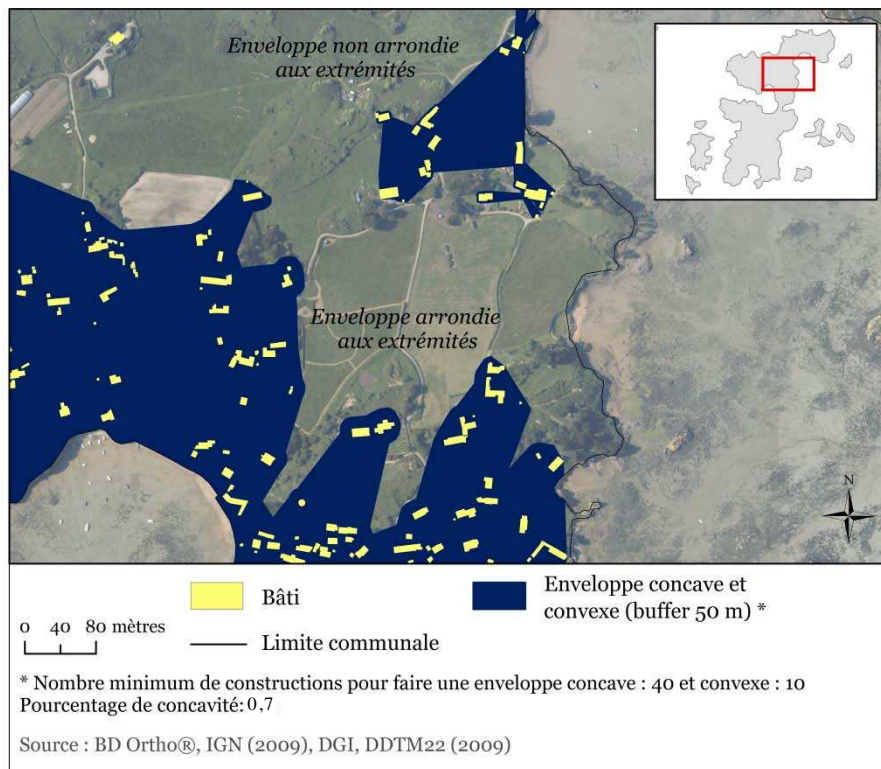 Enveloppe non arrondie
aux extrémités
Enveloppe arrondie
aux extrémités
N
Bâti
Enveloppe concave et
convexe (buffer 50 m) *
0 40 80 mètres
Limite communale
* Nombre minimum de constructions pour faire une enveloppe concave : 40 et convexe : 10
Pourcentage de concavité: 0,7
Source : BD Ortho®, IGN (2009), DGI, DDTM22 (2009)